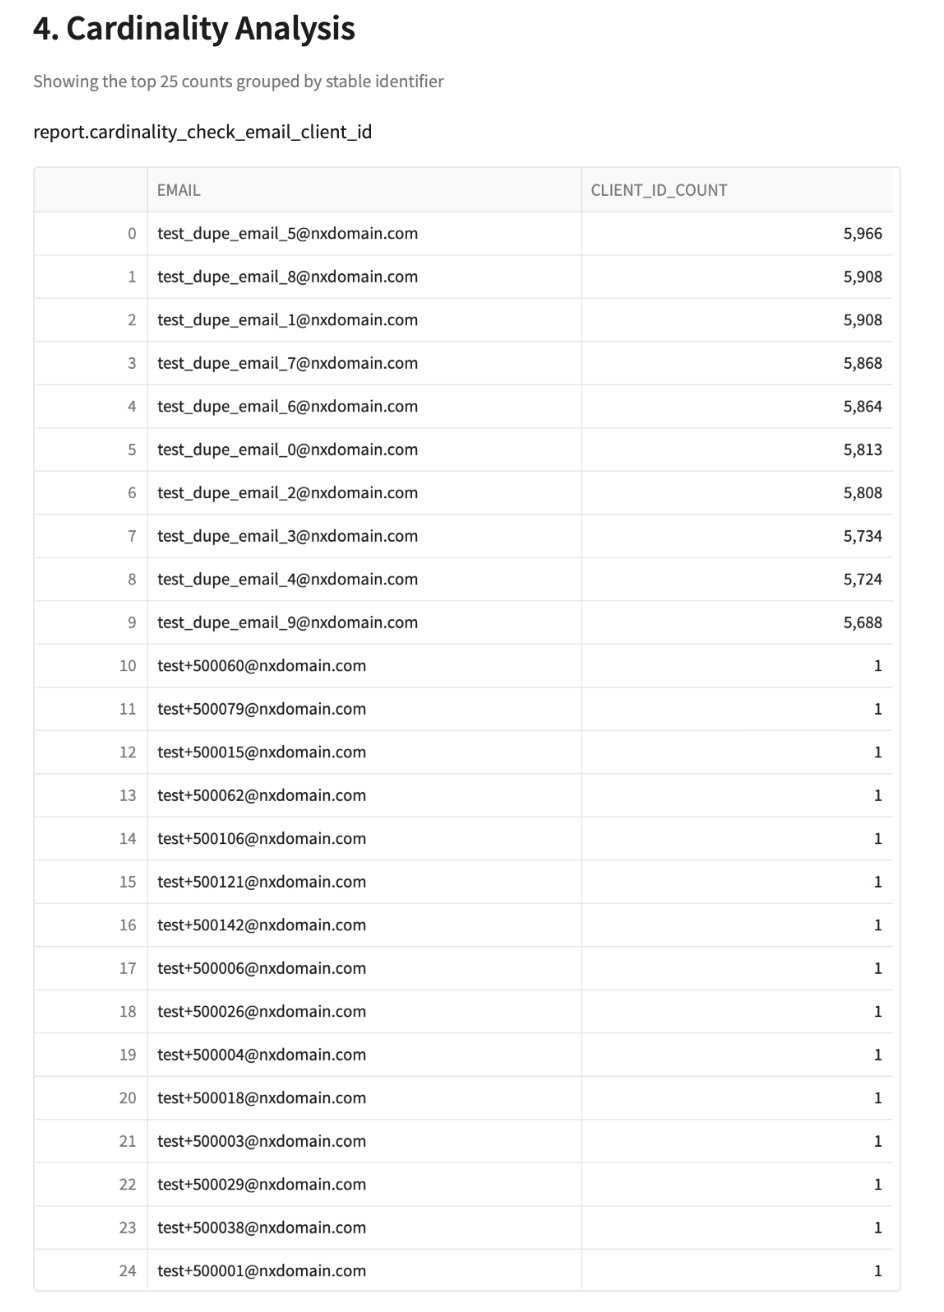 4. Cardinality Analysis
Showing the top 25 counts grouped by stable identifier
report.cardinality_check_email_client_id
EMAIL CLIENT_ID_COUNT
0 test_dupe_email_5@nxdomain.com 5,966
1 test_dupe_email_8@nxdomain.com 5,908
2 test_dupe_email_1@nxdomain.com 5,908
3 test_dupe_email_7@nxdomain.com 5,868
4 test_dupe_email_6@nxdomain.com 5,864
5 test_dupe_email_0@nxdomain.com 5,813
6 test_dupe_email_2@nxdomain.com 5,808
7 test_dupe_email_3@nxdomain.com 5,734
8 test_dupe_email_4@nxdomain.com 5,724
9 test_dupe_email_9@nxdomain.com 5,688
10 test+500060@nxdomain.com 1
11 test+500079@nxdomain.com 1
12 test+500015@nxdomain.com 1
13 test+500062@nxdomain.com 1
14 test+500106@nxdomain.com 1
15 test+500121@nxdomain.com 1
16 test+500142@nxdomain.com 1
17 test+500006@nxdomain.com 1
18 test+500026@nxdomain.com 1
19 test+500004@nxdomain.com 1
20 test+500018@nxdomain.com 1
21 test+500003@nxdomain.com 1
22 test+500029@nxdomain.com 1
23 test+500038@nxdomain.com 1
24 test+500001@nxdomain.com 1